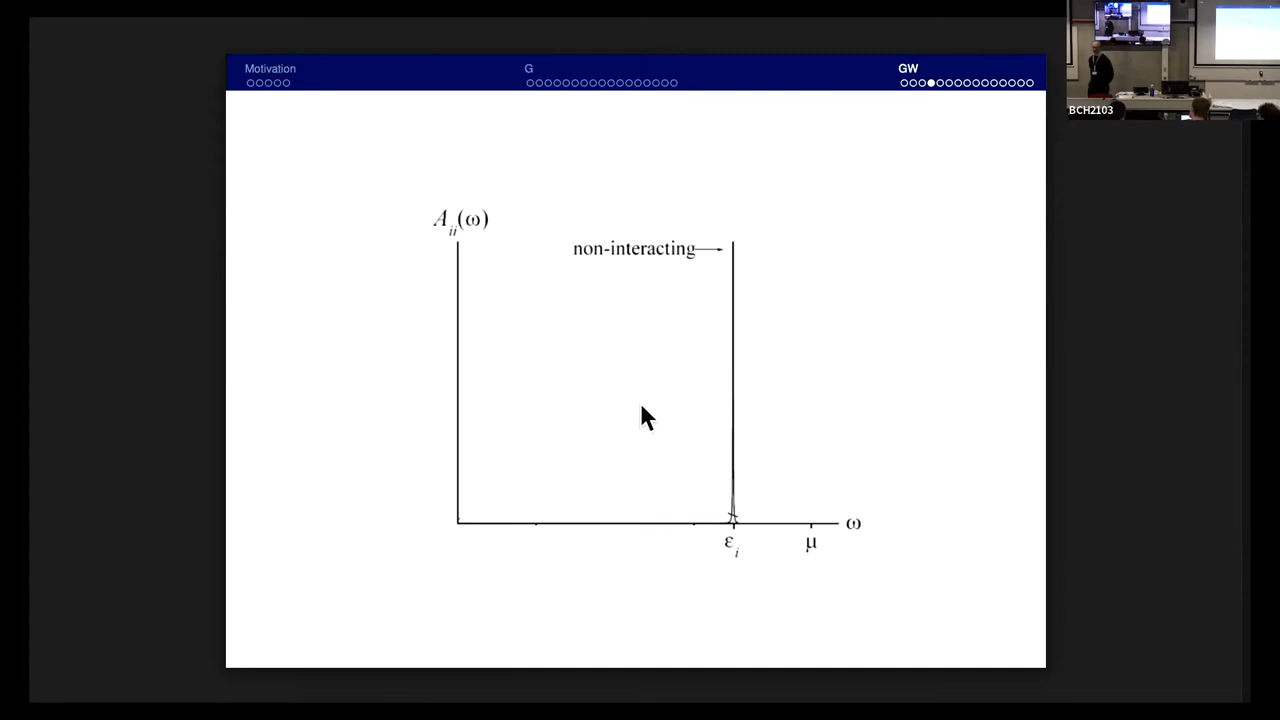 Motivation G GW
BCH2103
A_ii(ω)
non-interacting
ω
ε_i μ